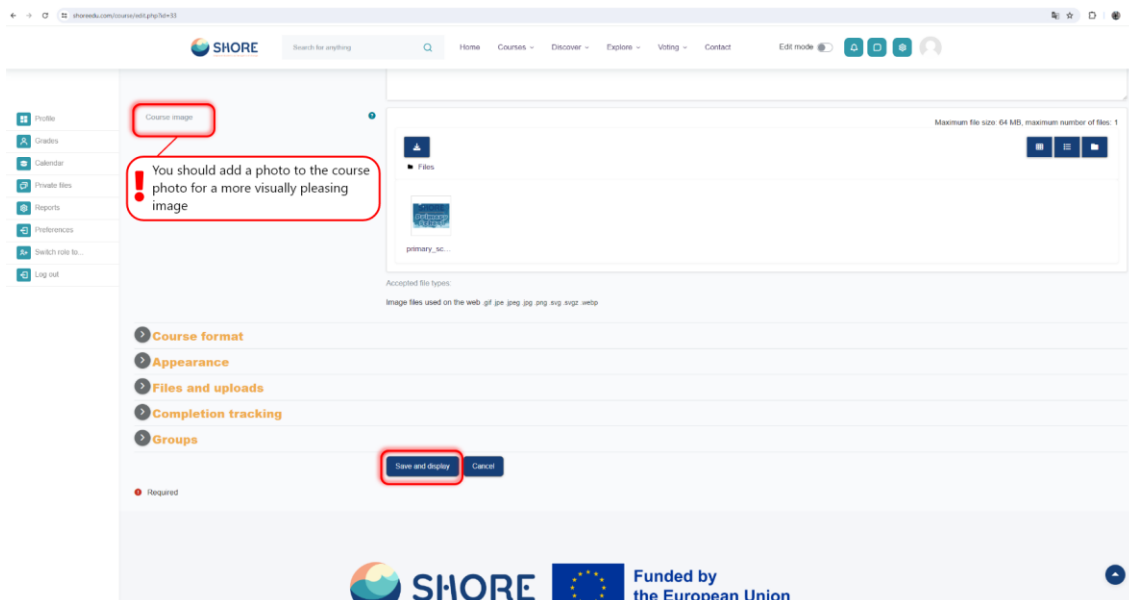 shoreedu.com/course/edit.php?id=33
SHORE
Search for anything
Home Courses Discover Explore Voting Contact
Edit mode
Profile
Grades
Calendar
Private files
Reports
Preferences
Switch role to...
Log out
Course image
Maximum file size: 64 MB, maximum number of files: 1
Files
You should add a photo to the course
photo for a more visually pleasing
image
primary_sc...
Accepted file types:
Image files used on the web .gif .jpe .jpeg .jpg .png .svg .svgz .webp
Course format
Appearance
Files and uploads
Completion tracking
Groups
Save and display Cancel
Required
SHORE
Funded by
the European Union